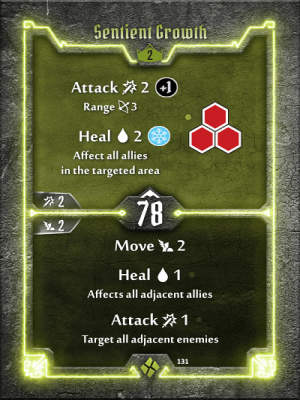 Sentient Growth
2
Attack 2 +1
Range 3
Heal 2
Affect all allies
in the targeted area
2
78
2
Move 2
Heal 1
Affects all adjacent allies
Attack 1
Target all adjacent enemies
131